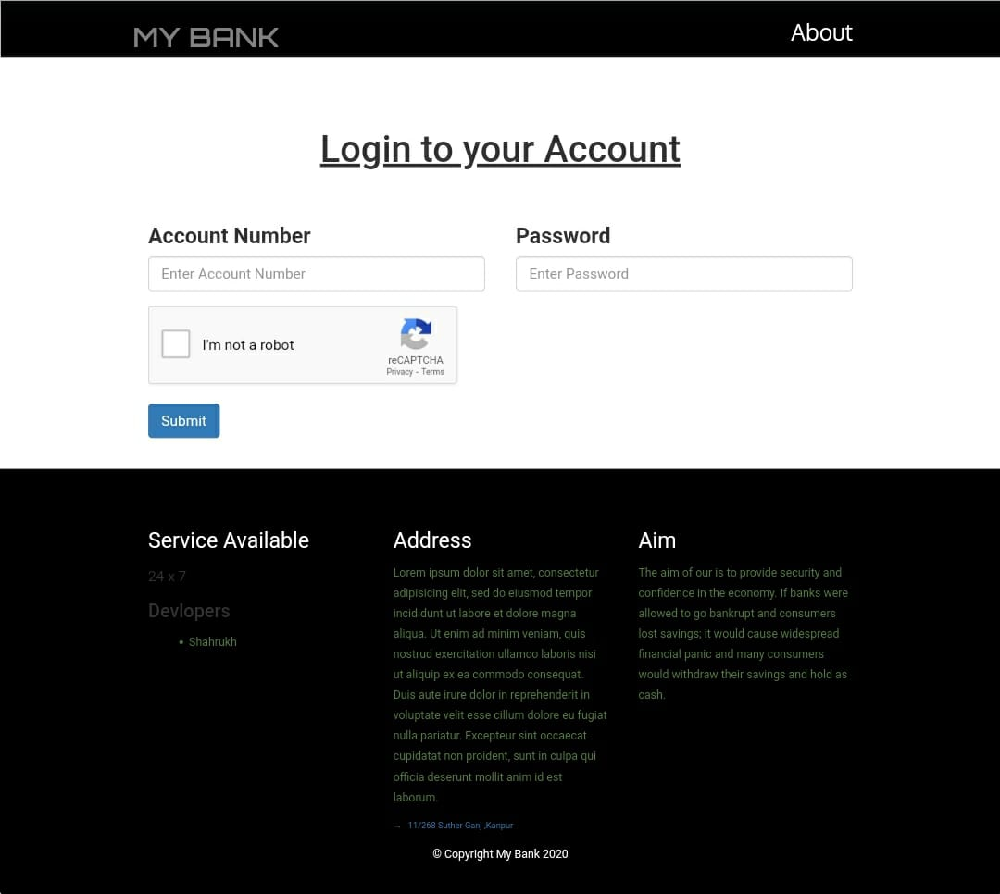 MY BANK
About
Login to your Account
Account Number
Password
Enter Account Number
Enter Password
I'm not a robot
reCAPTCHA
Privacy - Terms
Submit
Service Available
24 x 7
Devlopers
• Shahrukh
Address
Lorem ipsum dolor sit amet, consectetur
adipisicing elit, sed do eiusmod tempor
incididunt ut labore et dolore magna
aliqua. Ut enim ad minim veniam, quis
nostrud exercitation ullamco laboris nisi
ut aliquip ex ea commodo consequat.
Duis aute irure dolor in reprehenderit in
voluptate velit esse cillum dolore eu fugiat
nulla pariatur. Excepteur sint occaecat
cupidatat non proident, sunt in culpa qui
officia deserunt mollit anim id est
laborum.
→ 11/268 Suther Ganj ,Kanpur
Aim
The aim of our is to provide security and
confidence in the economy. If banks were
allowed to go bankrupt and consumers
lost savings; it would cause widespread
financial panic and many consumers
would withdraw their savings and hold as
cash.
© Copyright My Bank 2020